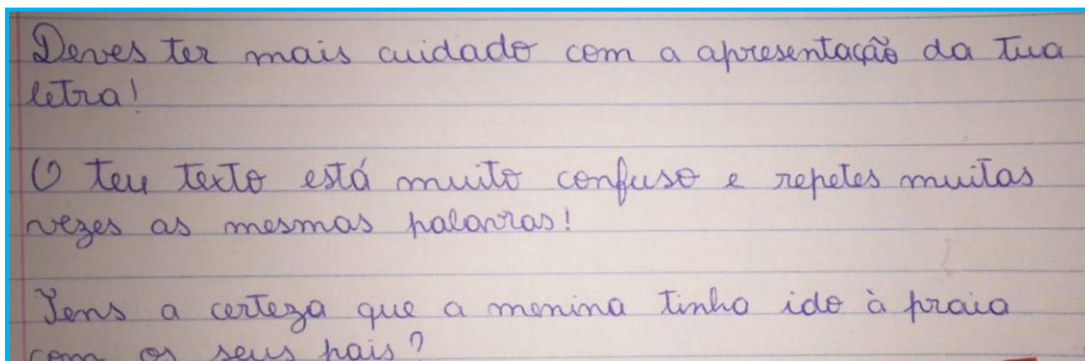 Deves ter mais cuidado com a apresentação da tua
letra!
O teu texto está muito confuso e repetes muitas
vezes as mesmas palavras!
Tens a certeza que a menina tinha ido à praia
com os seus pais?